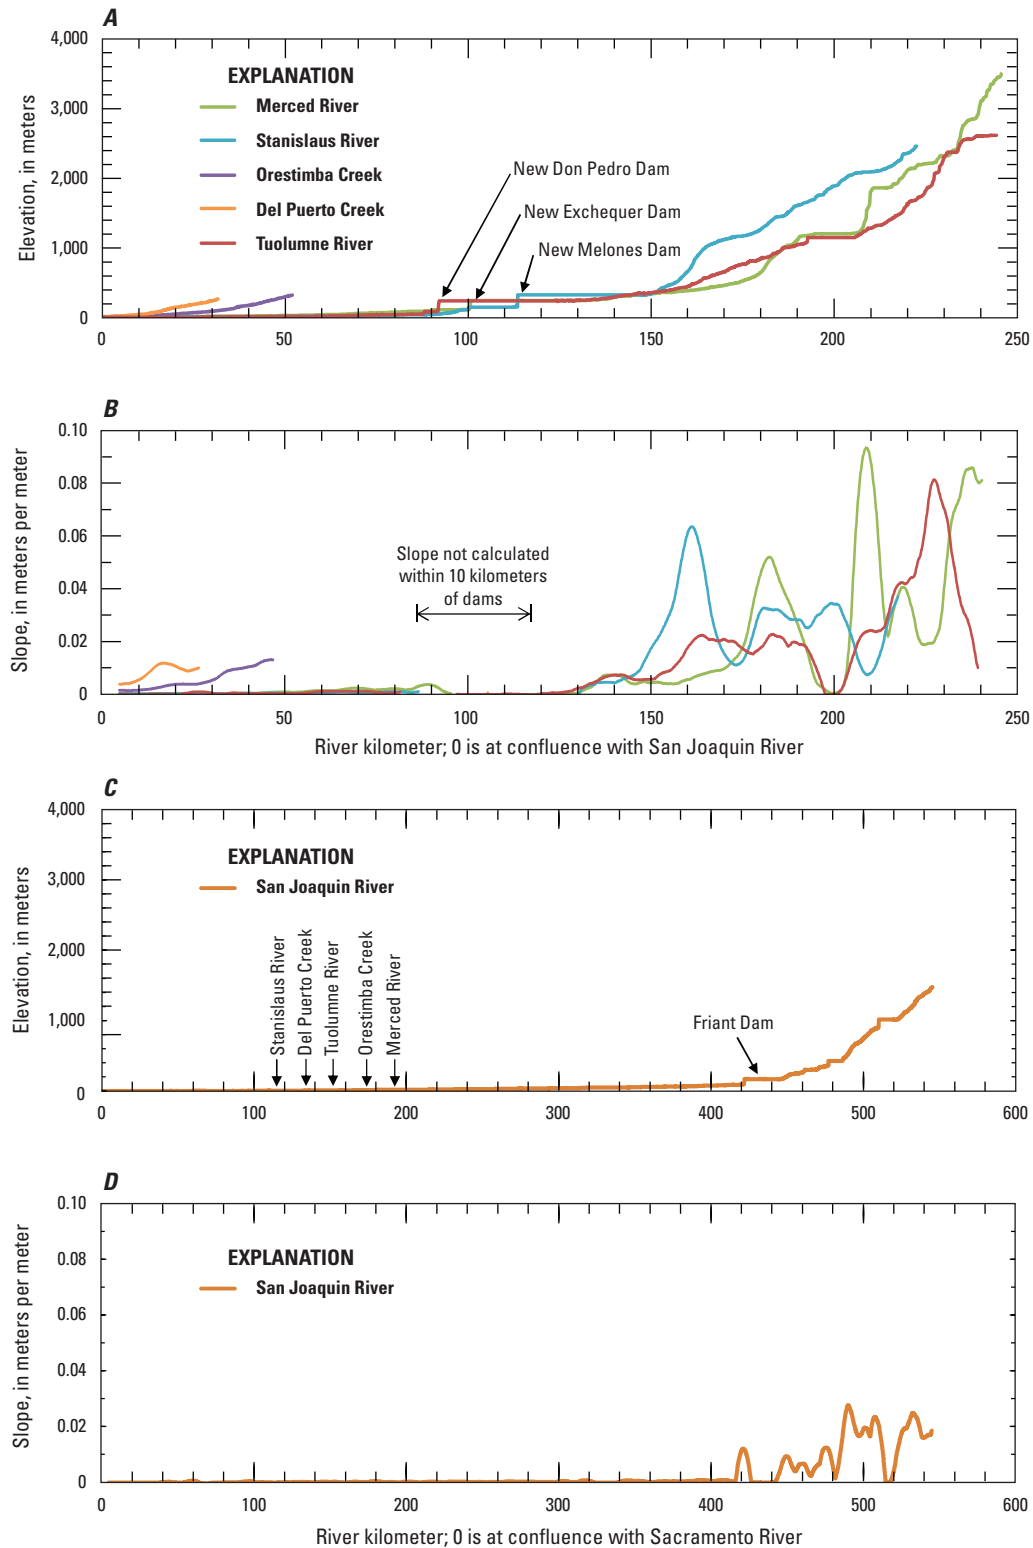 A
4,000
3,000
2,000
1,000
0
Elevation, in meters
EXPLANATION
Merced River
Stanislaus River
Orestimba Creek
Del Puerto Creek
Tuolumne River
New Don Pedro Dam
New Exchequer Dam
New Melones Dam
0 50 100 150 200 250
B
0.10
0.08
0.06
0.04
0.02
0
Slope, in meters per meter
Slope not calculated
within 10 kilometers
of dams
0 50 100 150 200 250
River kilometer; 0 is at confluence with San Joaquin River
C
4,000
3,000
2,000
1,000
0
Elevation, in meters
EXPLANATION
San Joaquin River
Stanislaus River
Del Puerto Creek
Tuolumne River
Orestimba Creek
Merced River
Friant Dam
0 100 200 300 400 500 600
D
0.10
0.08
0.06
0.04
0.02
0
Slope, in meters per meter
EXPLANATION
San Joaquin River
0 100 200 300 400 500 600
River kilometer; 0 is at confluence with Sacramento River